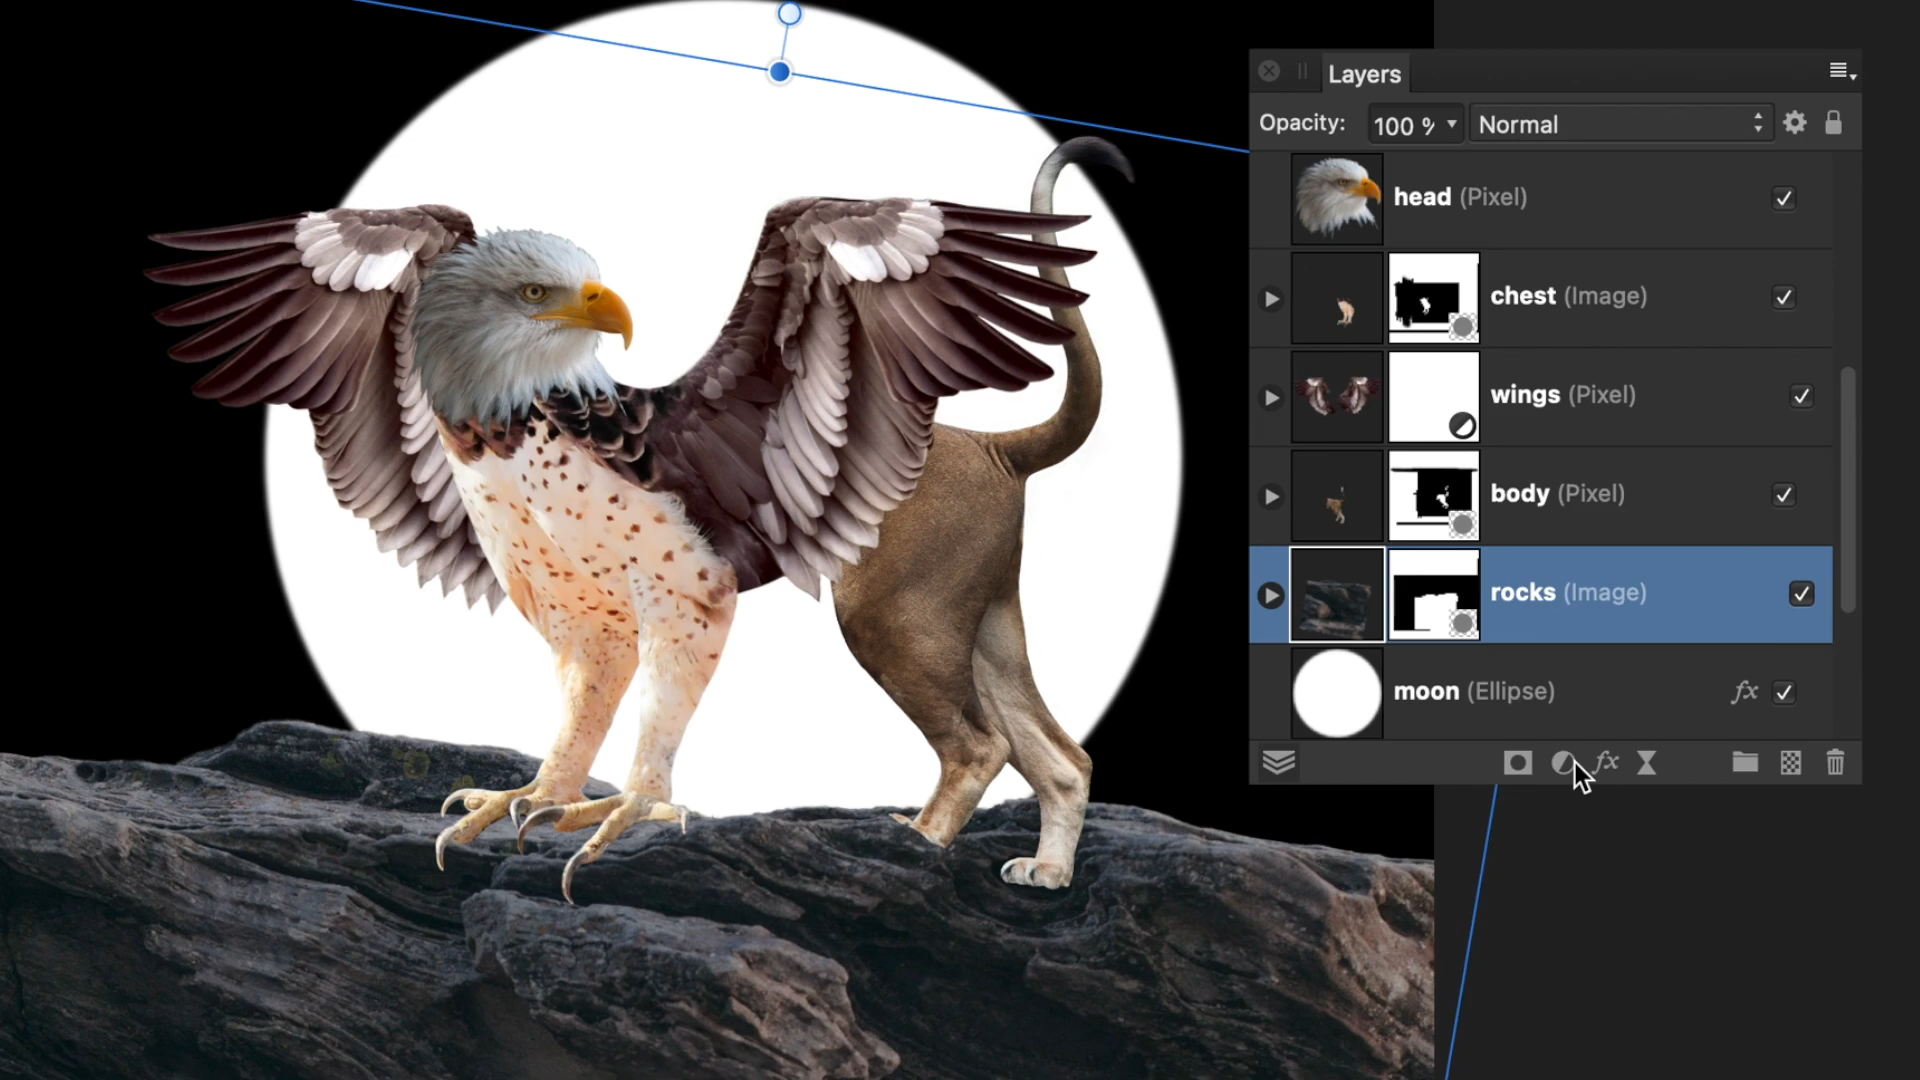 Layers
Opacity: 100 % Normal
head (Pixel)
chest (Image)
wings (Pixel)
body (Pixel)
rocks (Image)
moon (Ellipse) fx
fx